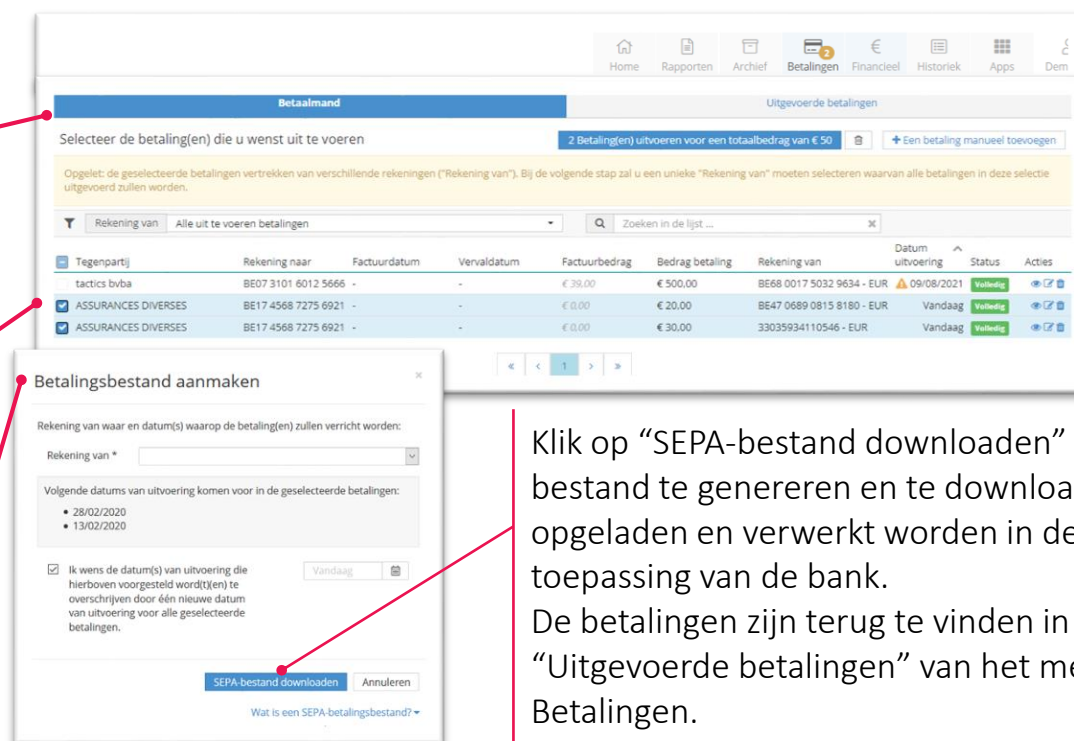 2
Home Rapporten Archief Betalingen Financieel Historiek Apps Dem
Betaalmand Uitgevoerde betalingen
Selecteer de betaling(en) die u wenst uit te voeren 2 Betaling(en) uitvoeren voor een totaalbedrag van € 50 + Een betaling manueel toevoegen
Opgelet: de geselecteerde betalingen vertrekken van verschillende rekeningen ("Rekening van"). Bij de volgende stap zal u een unieke "Rekening van" moeten selecteren waarvan alle betalingen in deze selectie
uitgevoerd zullen worden.
Rekening van Alle uit te voeren betalingen Zoeken in de lijst ...
Tegenpartij Rekening naar Factuurdatum Vervaldatum Factuurbedrag Bedrag betaling Rekening van Datum uitvoering Status Acties
tactics bvba BE07 3101 6012 5666 - - € 39,00 € 500,00 BE68 0017 5032 9634 - EUR 09/08/2021 Volledig
ASSURANCES DIVERSES BE17 4568 7275 6921 - - € 0,00 € 20,00 BE47 0689 0815 8180 - EUR Vandaag Volledig
ASSURANCES DIVERSES BE17 4568 7275 6921 - - € 0,00 € 30,00 33035934110546 - EUR Vandaag Volledig
« ‹ 1 › »
Betalingsbestand aanmaken ×
Rekening van waar en datum(s) waarop de betaling(en) zullen verricht worden:
Rekening van *
Volgende datums van uitvoering komen voor in de geselecteerde betalingen:
• 28/02/2020
• 13/02/2020
Ik wens de datum(s) van uitvoering die Vandaag
hierboven voorgesteld word(t)(en) te
overschrijven door één nieuwe datum
van uitvoering voor alle geselecteerde
betalingen.
SEPA-bestand downloaden Annuleren
Wat is een SEPA-betalingsbestand?
Klik op “SEPA-bestand downloaden”
bestand te genereren en te downloa
opgeladen en verwerkt worden in de
toepassing van de bank.
De betalingen zijn terug te vinden in
“Uitgevoerde betalingen” van het me
Betalingen.